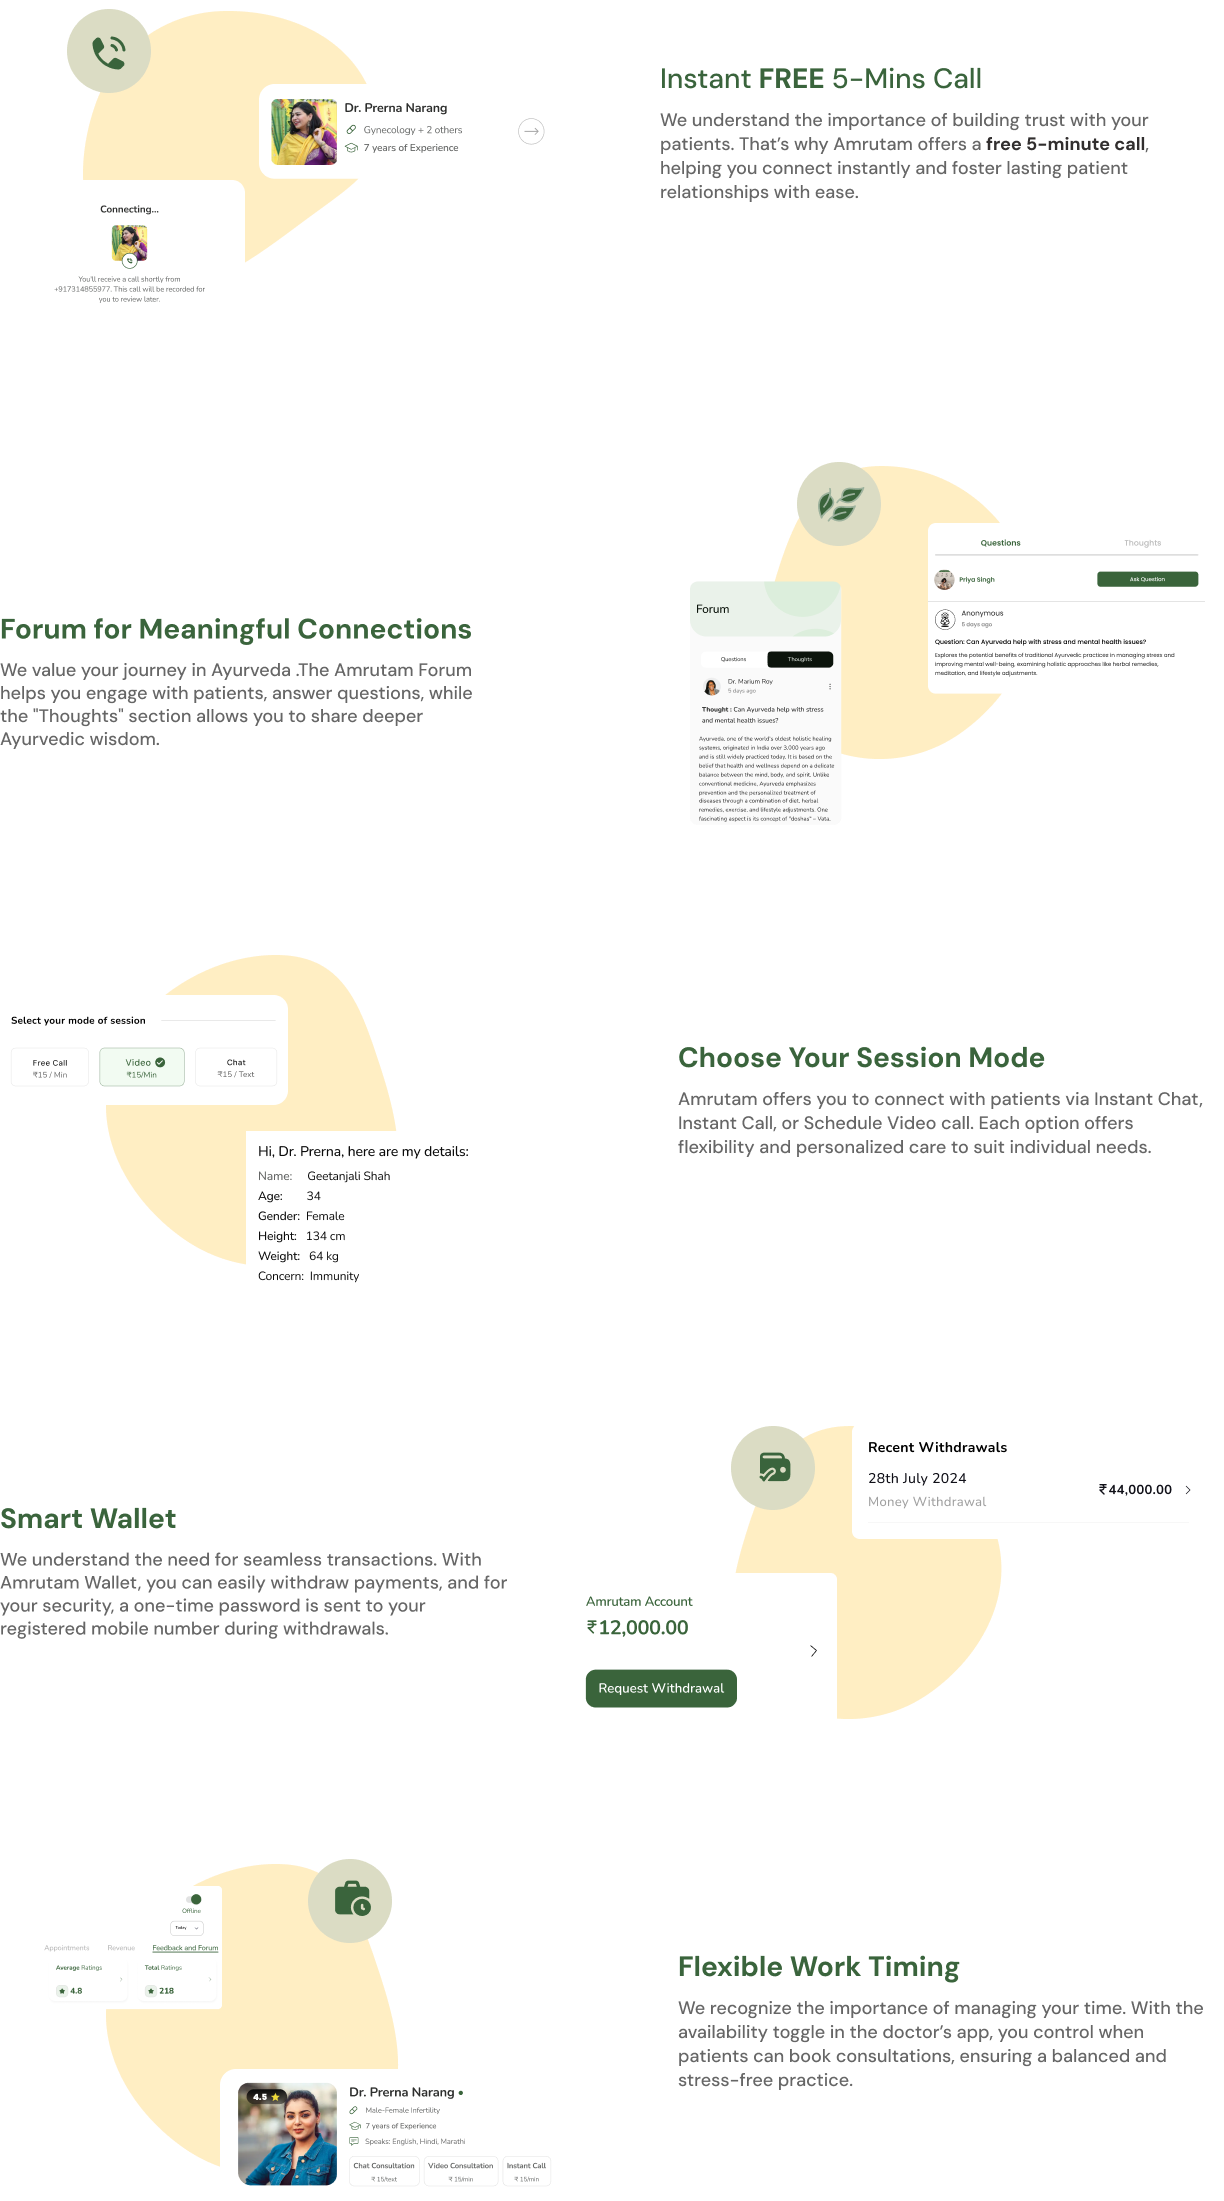 Dr. Prerna Narang
Gynecology + 2 others
7 years of Experience
Connecting...
You'll receive a call shortly from
+917314855977. This call will be recorded for
you to review later.
Instant FREE 5-Mins Call
We understand the importance of building trust with your
patients. That’s why Amrutam offers a free 5-minute call,
helping you connect instantly and foster lasting patient
relationships with ease.
Forum for Meaningful Connections
We value your journey in Ayurveda .The Amrutam Forum
helps you engage with patients, answer questions, while
the "Thoughts" section allows you to share deeper
Ayurvedic wisdom.
Questions Thoughts
Priya Singh Ask Question
Anonymous
5 days ago
Question: Can Ayurveda help with stress and mental health issues?
Explores the potential benefits of traditional Ayurvedic practices in managing stress and
improving mental well-being, examining holistic approaches like herbal remedies,
meditation, and lifestyle adjustments.
Forum
Questions Thoughts
Dr. Marium Roy
5 days ago
Thought : Can Ayurveda help with stress
and mental health issues?
Ayurveda, one of the world's oldest holistic healing
systems, originated in India over 3,000 years ago
and is still widely practiced today. It is based on the
belief that health and wellness depend on a delicate
balance between the mind, body, and spirit. Unlike
conventional medicine, Ayurveda emphasizes
prevention and the personalized treatment of
diseases through a combination of diet, herbal
remedies, exercise, and lifestyle adjustments. One
fascinating aspect is its concept of "doshas" – Vata,
Select your mode of session
Free Call Video Chat
₹15 / Min ₹15/Min ₹15 / Text
Hi, Dr. Prerna, here are my details:
Name: Geetanjali Shah
Age: 34
Gender: Female
Height: 134 cm
Weight: 64 kg
Concern: Immunity
Choose Your Session Mode
Amrutam offers you to connect with patients via Instant Chat,
Instant Call, or Schedule Video call. Each option offers
flexibility and personalized care to suit individual needs.
Smart Wallet
We understand the need for seamless transactions. With
Amrutam Wallet, you can easily withdraw payments, and for
your security, a one-time password is sent to your
registered mobile number during withdrawals.
Recent Withdrawals
28th July 2024
Money Withdrawal
₹44,000.00
Amrutam Account
₹12,000.00
Request Withdrawal
Offline
Today
Appointments Revenue Feedback and Forum
Average Ratings Total Ratings
4.8 218
4.5
Dr. Prerna Narang
Male-Female Infertility
7 years of Experience
Speaks: English, Hindi, Marathi
Chat Consultation Video Consultation Instant Call
₹ 15/text ₹ 15/min ₹ 15/min
Flexible Work Timing
We recognize the importance of managing your time. With the
availability toggle in the doctor’s app, you control when
patients can book consultations, ensuring a balanced and
stress-free practice.